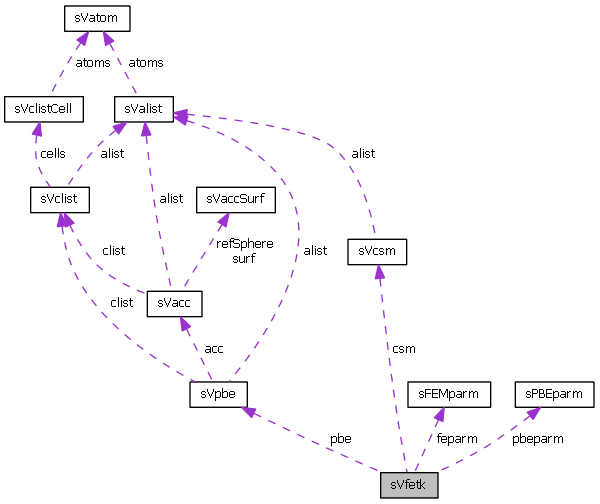 sVatom
atoms
atoms
sVclistCell
sValist
cells
alist
alist
sVclist
alist
sVaccSurf
clist
refSphere
surf
alist
sVcsm
clist
sVacc
acc
csm
sVpbe
sFEMparm
sPBEparm
pbe
feparm
pbeparm
sVfetk